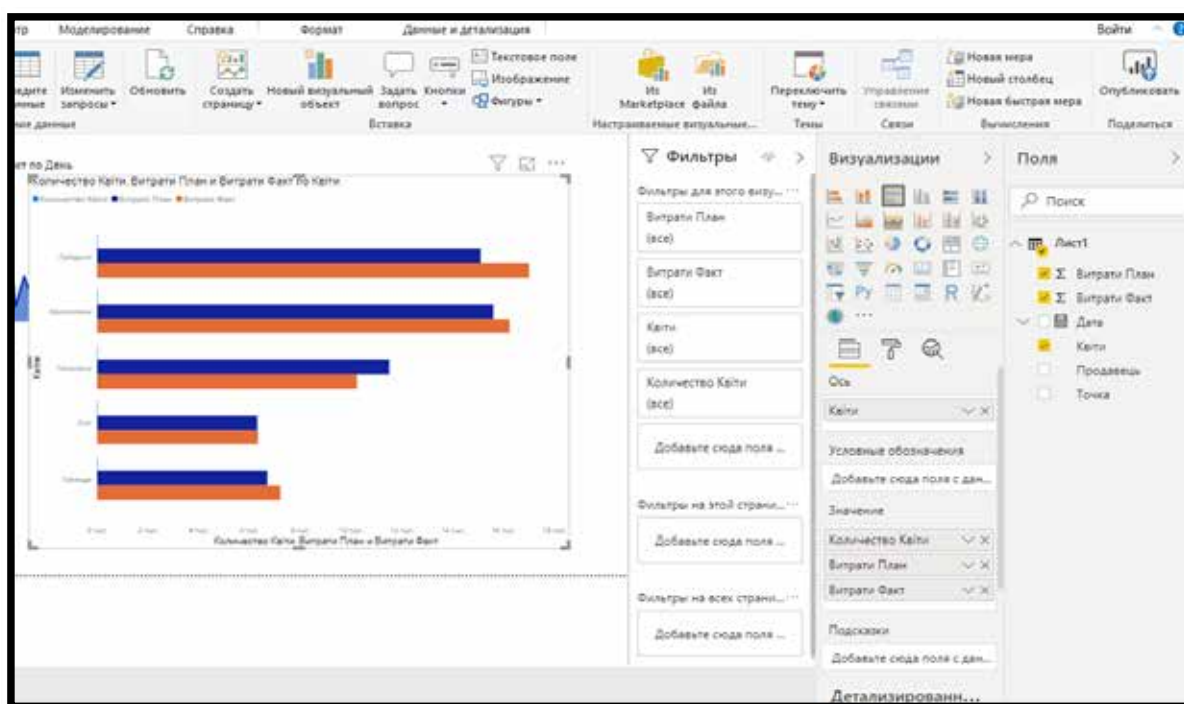 Моделирование Справка Формат Данные и детализация Войти
Изменить запросы
Обновить
Создать страницу
Новый визуальный объект
Задать вопрос
Кнопки
Текстовое поле
Изображение
Фигуры
Из Marketplace
Из файла
Переключить тему
Управление связями
Новая мера
Новый столбец
Новая быстрая мера
Опубликовать
Вставка
Настраиваемые визуальные...
Темы
Связи
Вычисления
Поделиться
по День
Количество Квіти, Витрати План и Витрати Факт по Квіти
Количество Квіти Витрати План Витрати Факт
Квіти
Количество Квіти, Витрати План и Витрати Факт
Фильтры
Фильтры для этого визу... ...
Витрати План
(все)
Витрати Факт
(все)
Квіти
(все)
Количество Квіти
(все)
Добавьте сюда поля ...
Фильтры на этой страни... ...
Добавьте сюда поля ...
Фильтры на всех страни... ...
Добавьте сюда поля ...
Визуализации
Py R
...
Ось
Квіти
Условные обозначения
Добавьте сюда поля с дан...
Значение
Количество Квіти
Витрати План
Витрати Факт
Подсказки
Добавьте сюда поля с дан...
Детализированн...
Поля
Поиск
Лист1
Σ Витрати План
Σ Витрати Факт
Дата
Квіти
Продавець
Точка